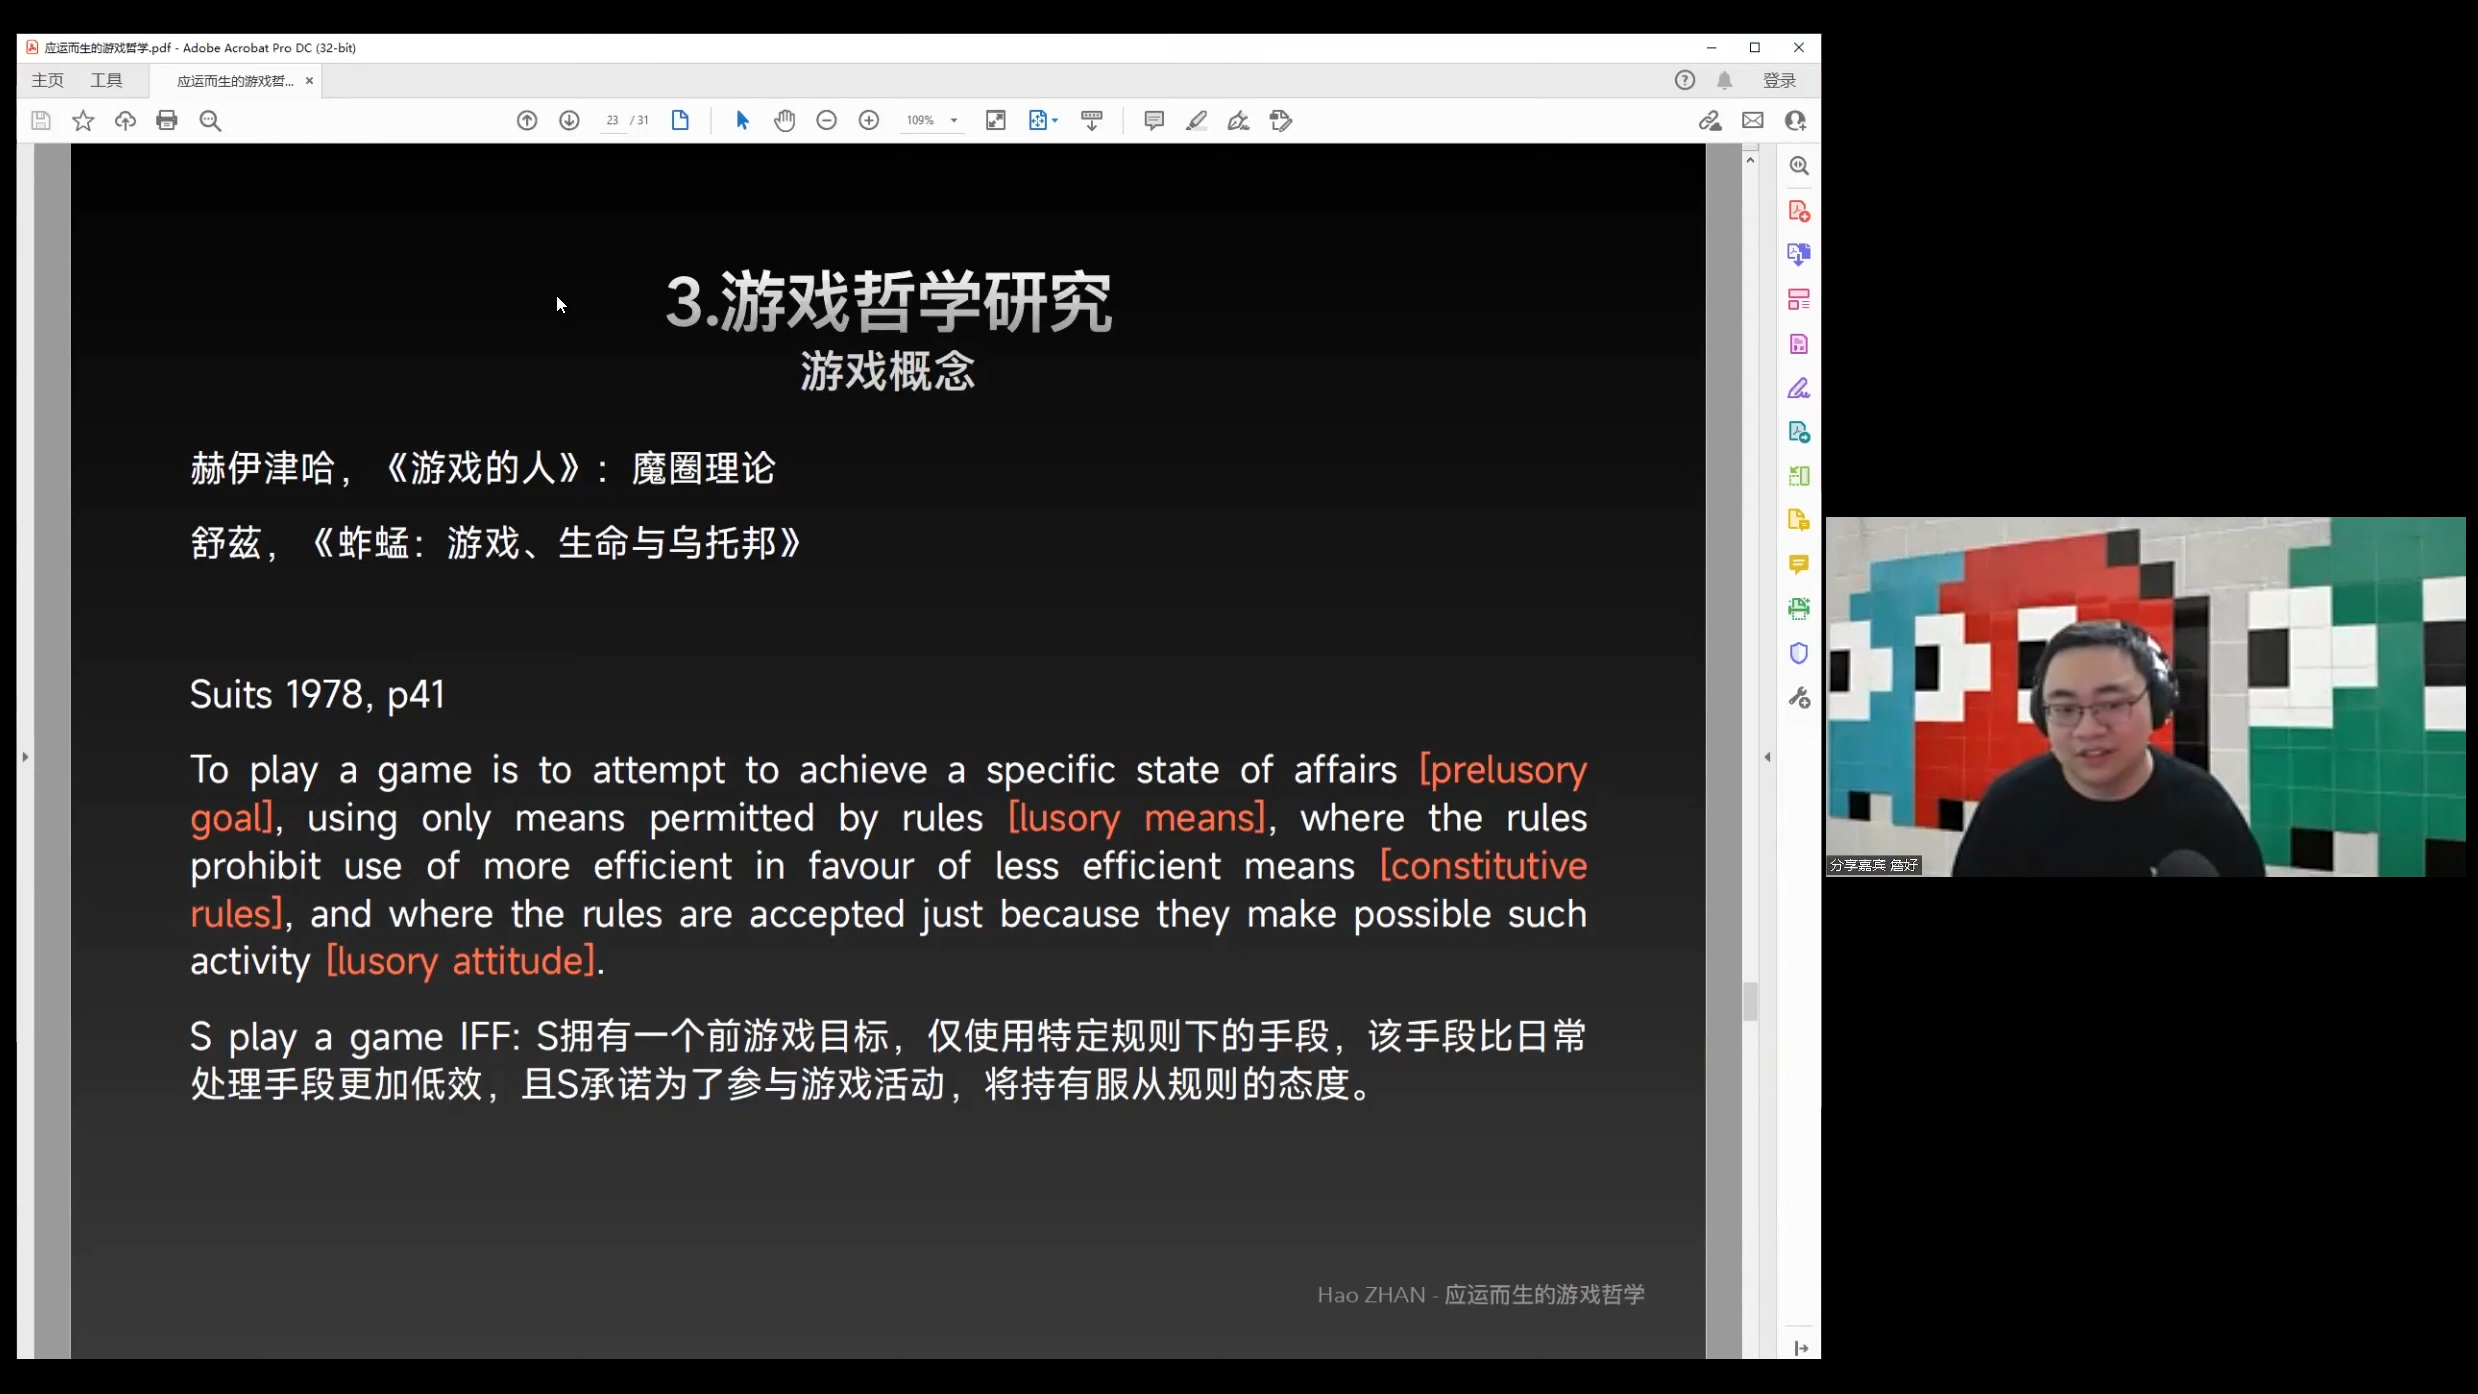 应运而生的游戏哲学.pdf - Adobe Acrobat Pro DC (32-bit)
主页 工具 应运而生的游戏哲... × 登录
23 / 31 109%
3.游戏哲学研究
游戏概念
赫伊津哈，《游戏的人》：魔圈理论
舒兹，《蚱蜢：游戏、生命与乌托邦》
Suits 1978, p41
To play a game is to attempt to achieve a specific state of affairs [prelusory
goal], using only means permitted by rules [lusory means], where the rules
prohibit use of more efficient in favour of less efficient means [constitutive
rules], and where the rules are accepted just because they make possible such
activity [lusory attitude].
S play a game IFF: S拥有一个前游戏目标，仅使用特定规则下的手段，该手段比日常
处理手段更加低效，且S承诺为了参与游戏活动，将持有服从规则的态度。
Hao ZHAN - 应运而生的游戏哲学
分享嘉宾 詹好